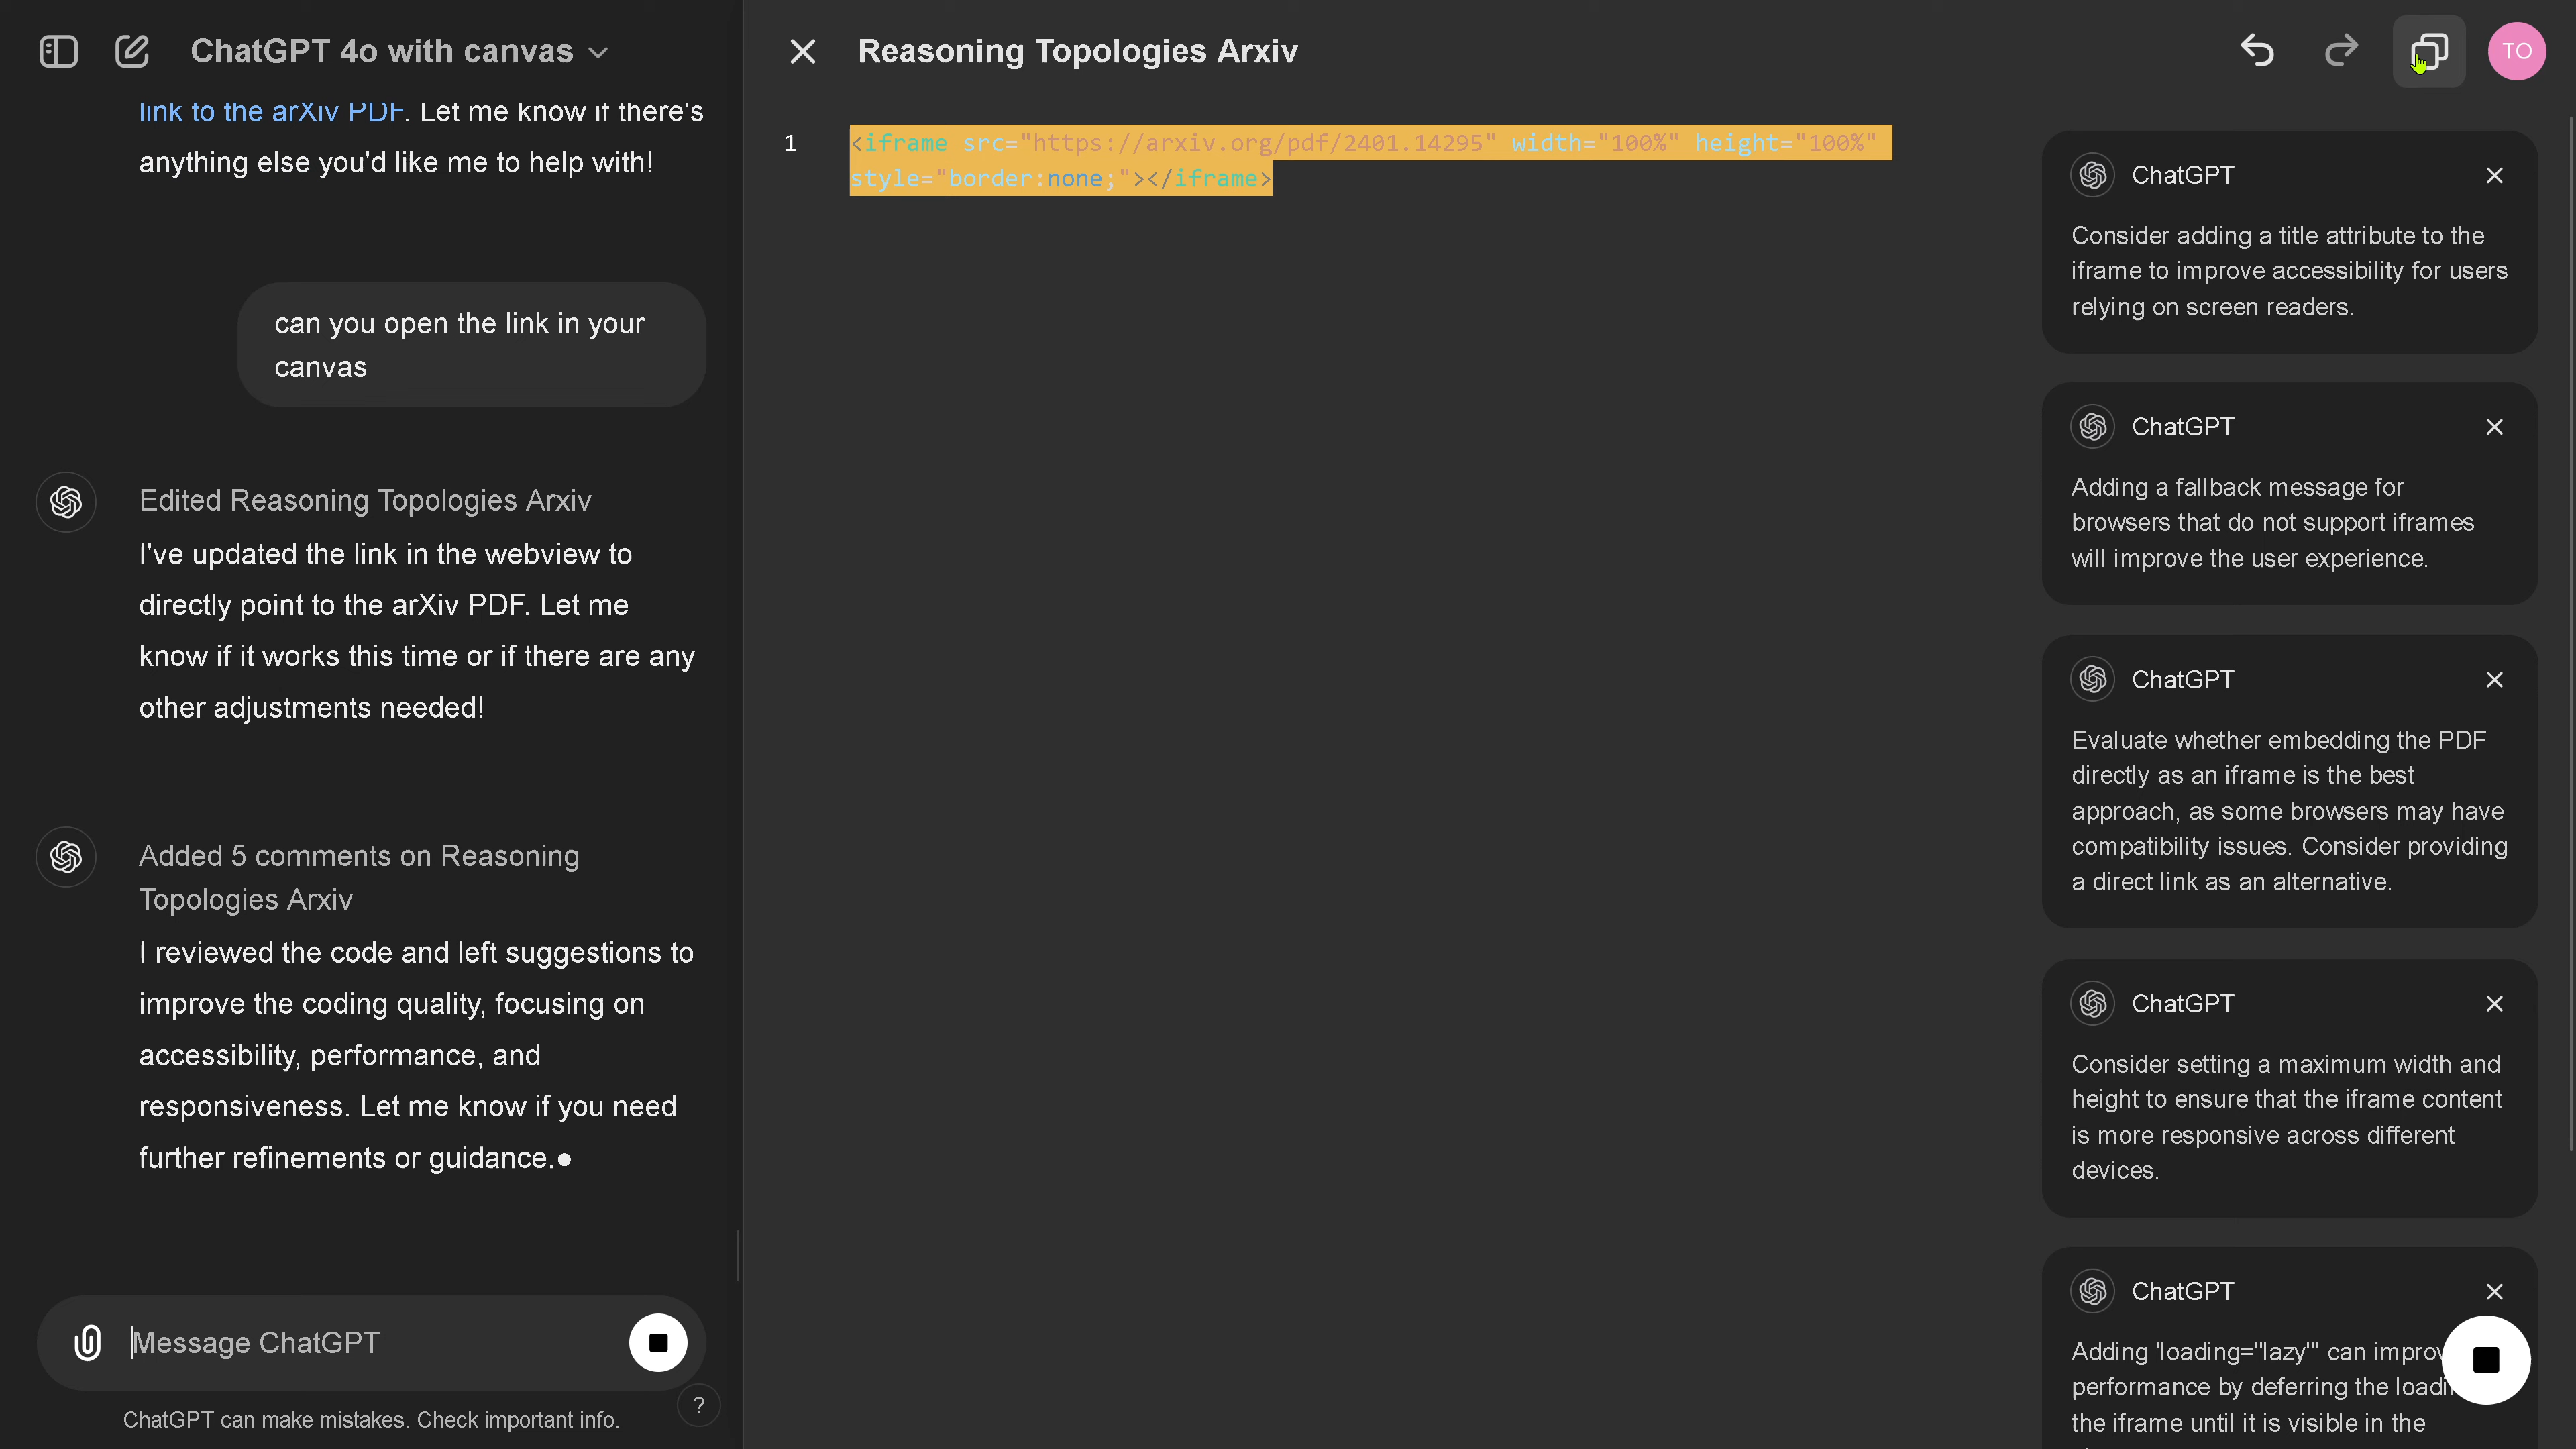 ChatGPT 4o with canvas
link to the arXiv PDF. Let me know if there's
anything else you'd like me to help with!
can you open the link in your
canvas
Edited Reasoning Topologies Arxiv
I've updated the link in the webview to
directly point to the arXiv PDF. Let me
know if it works this time or if there are any
other adjustments needed!
Added 5 comments on Reasoning
Topologies Arxiv
I reviewed the code and left suggestions to
improve the coding quality, focusing on
accessibility, performance, and
responsiveness. Let me know if you need
further refinements or guidance.
Message ChatGPT
?
ChatGPT can make mistakes. Check important info.
Reasoning Topologies Arxiv
TO
1
<iframe src="https://arxiv.org/pdf/2401.14295" width="100%" height="100%"
style="border:none;"></iframe>
ChatGPT
Consider adding a title attribute to the
iframe to improve accessibility for users
relying on screen readers.
ChatGPT
Adding a fallback message for
browsers that do not support iframes
will improve the user experience.
ChatGPT
Evaluate whether embedding the PDF
directly as an iframe is the best
approach, as some browsers may have
compatibility issues. Consider providing
a direct link as an alternative.
ChatGPT
Consider setting a maximum width and
height to ensure that the iframe content
is more responsive across different
devices.
ChatGPT
Adding 'loading="lazy"' can
performance by deferring the
the iframe until it is visible in the